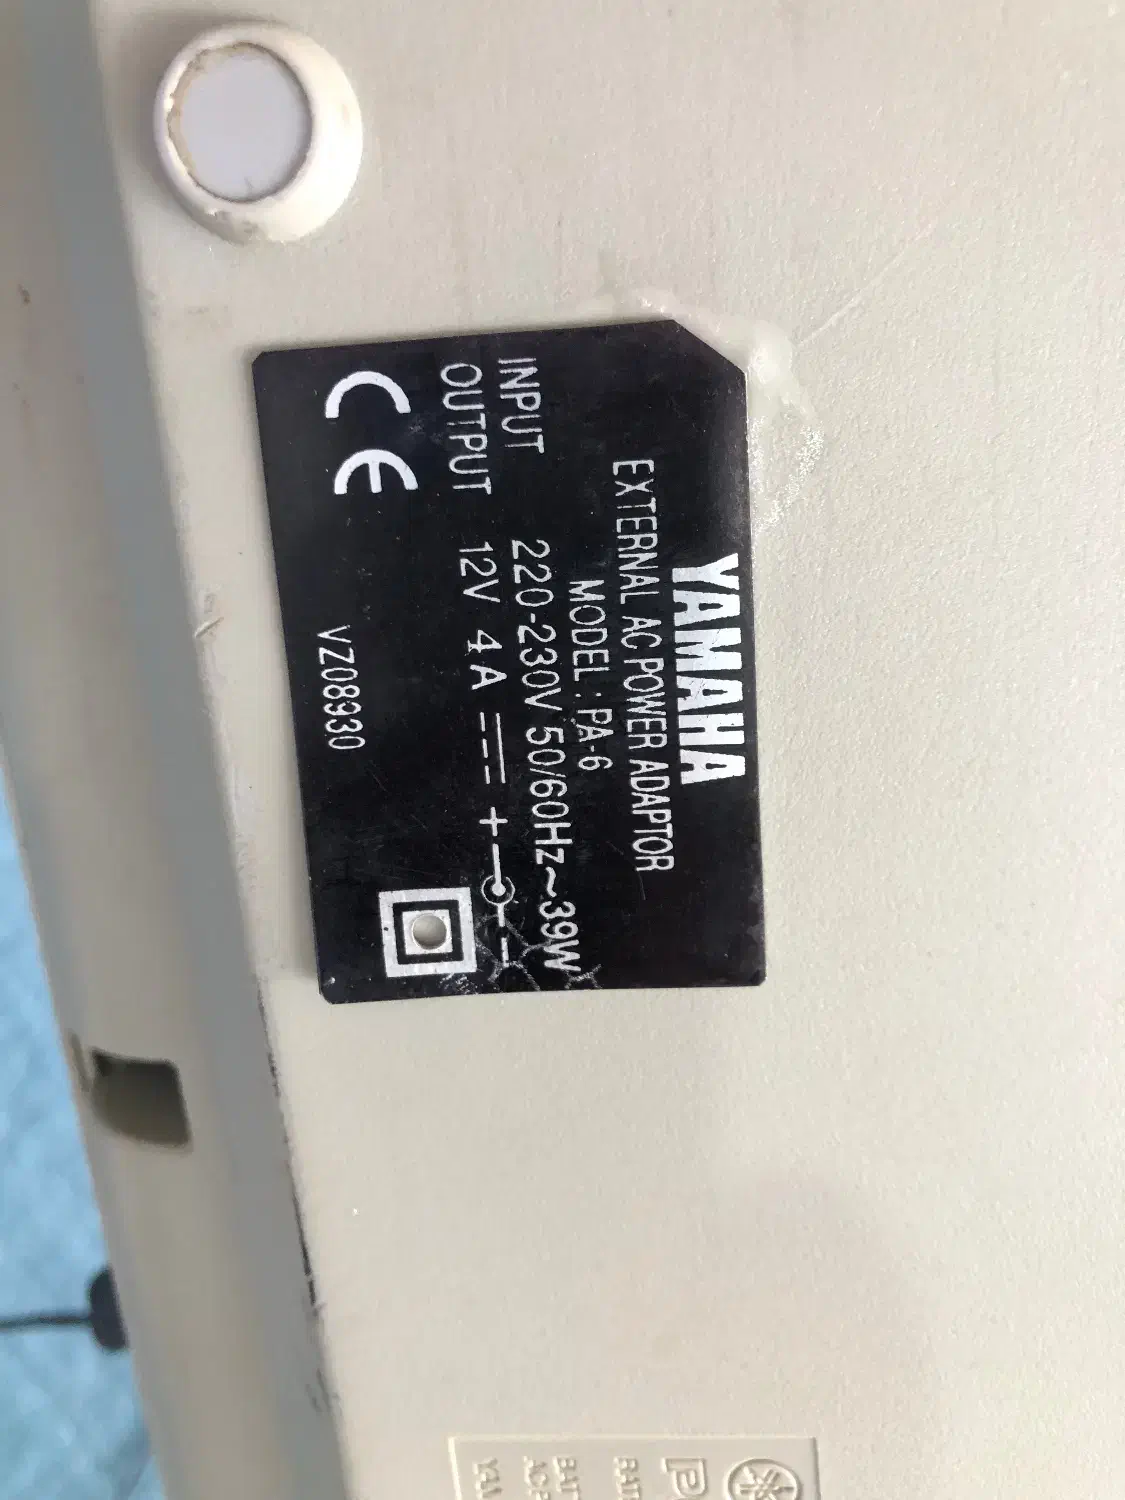 YAMAHA
EXTERNAL AC POWER ADAPTOR
MODEL : PA-6
INPUT 220-230V 50/60Hz~39W
OUTPUT 12V 4A ⎓ + -
CE
VZ08930